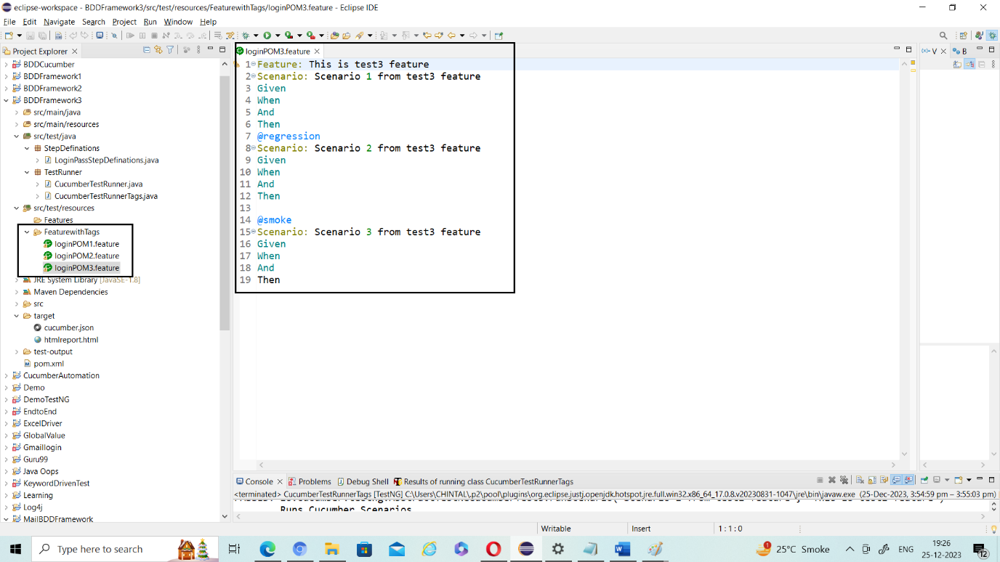 eclipse-workspace - BDDFramework3/src/test/resources/FeaturewithTags/loginPOM3.feature - Eclipse IDE
File Edit Navigate Search Project Run Window Help
Project Explorer
BDDCucumber
BDDFramework1
BDDFramework2
BDDFramework3
src/main/java
src/main/resources
src/test/java
StepDefinations
LoginPassStepDefinations.java
TestRunner
CucumberTestRunner.java
CucumberTestRunnerTags.java
src/test/resources
Features
FeaturewithTags
loginPOM1.feature
loginPOM2.feature
loginPOM3.feature
JRE System Library [JavaSE-1.8]
Maven Dependencies
src
target
cucumber.json
htmlreport.html
test-output
pom.xml
CucumberAutomation
Demo
DemoTestNG
EndtoEnd
ExcelDriver
GlobalValue
Gmaillogin
Guru99
Java Oops
KeywordDrivenTest
Learning
Log4j
MailBDDFramework
loginPOM3.feature
1 Feature: This is test3 feature
2 Scenario: Scenario 1 from test3 feature
3 Given
4 When
5 And
6 Then
7 @regression
8 Scenario: Scenario 2 from test3 feature
9 Given
10 When
11 And
12 Then
13
14 @smoke
15 Scenario: Scenario 3 from test3 feature
16 Given
17 When
18 And
19 Then
V B
Console Problems Debug Shell Results of running class CucumberTestRunnerTags
<terminated> CucumberTestRunnerTags [TestNG] C:\Users\CHINTAL\.p2\pool\plugins\org.eclipse.justj.openjdk.hotspot.jre.full.win32.x86_64_17.0.8.v20230831-1047\jre\bin\javaw.exe (25-Dec-2023, 3:54:59 pm – 3:55:03 pm)
Runs Cucumber Scenarios
Writable Insert 1 : 1 : 0
Type here to search
25°C Smoke
ENG
19:26
25-12-2023
12